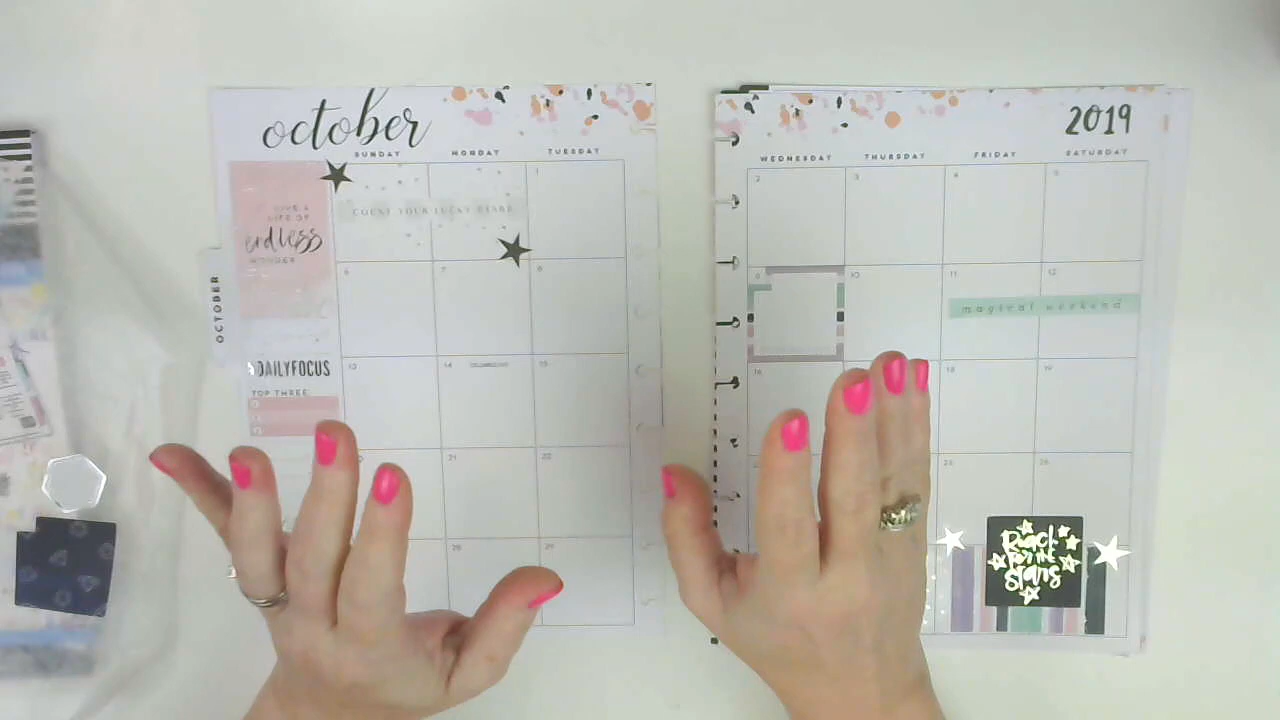 october
2019
SUNDAY
MONDAY
TUESDAY
WEDNESDAY
THURSDAY
FRIDAY
SATURDAY
1
2
3
4
5
LIVE A
LIFE OF
endless
WONDER
COUNT YOUR LUCKY STARS
6
7
8
9
10
11
12
magical weekend
OCTOBER
DAILYFOCUS
TOP THREE
13
14
15
16
18
19
21
22
28
29
Reach
FOR THE
Stars